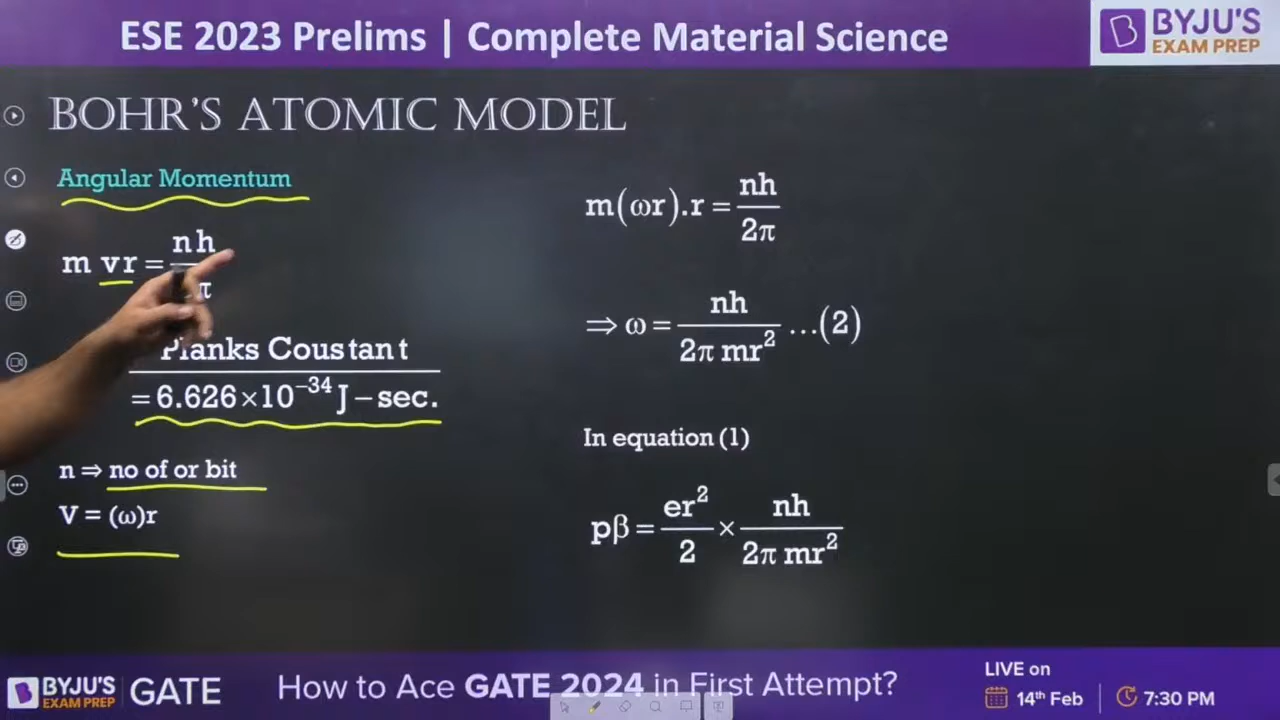 ESE 2023 Prelims | Complete Material Science
BYJU'S
EXAM PREP
BOHR'S ATOMIC MODEL
Angular Momentum
m vr = nh / π
Planks Coustant
= 6.626×10⁻³⁴ J – sec.
n ⇒ no of or bit
V = (ω)r
m(ωr).r = nh / 2π
⇒ ω = nh / 2π mr² ...(2)
In equation (1)
pβ = er² / 2 × nh / 2π mr²
BYJU'S
EXAM PREP
GATE
How to Ace GATE 2024 in First Attempt?
LIVE on
14th Feb
7:30 PM